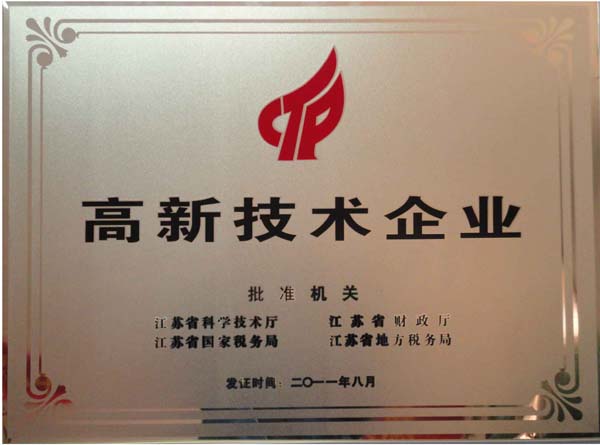 CTP
高新技术企业
批准机关
江苏省科学技术厅 江苏省财政厅
江苏省国家税务局 江苏省地方税务局
发证时间：二〇一一年八月